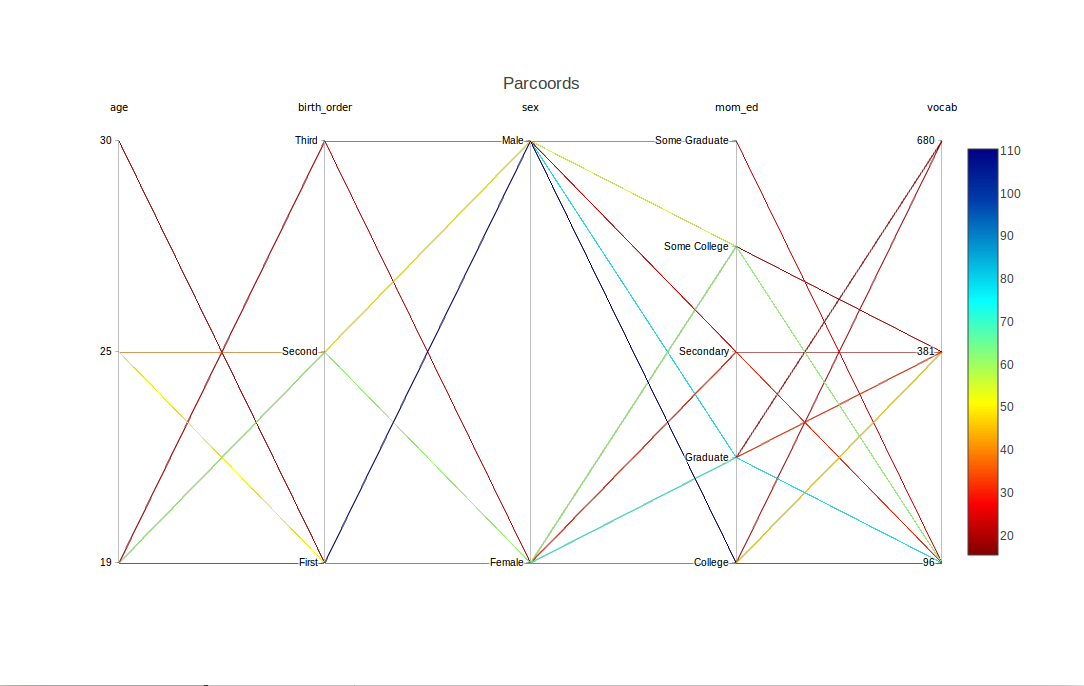 Parcoords
age birth_order sex mom_ed vocab
30 Third Male Some Graduate 680
110
100
90
Some College
80
70
25 Second Secondary 381
60
50
Graduate
40
30
20
19 First Female College 96